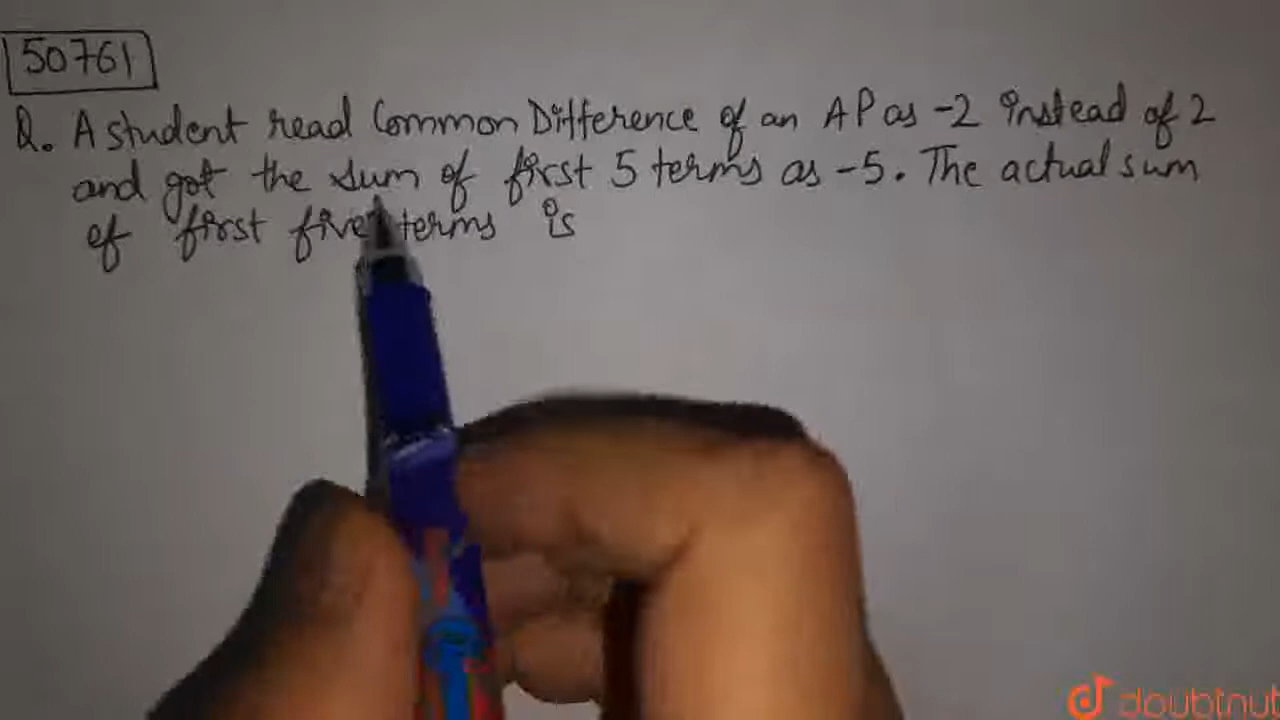 50761
Q. A student read Common Difference of an AP as -2 instead of 2
and got the sum of first 5 terms as -5. The actual sum
of first five terms is
doubtnut